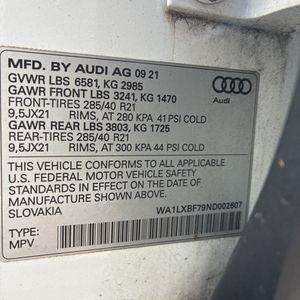 MFD. BY AUDI AG 09 21
GVWR LBS 6581, KG 2985
GAWR FRONT LBS 3241, KG 1470
FRONT-TIRES 285/40 R21
9,5JX21 RIMS, AT 280 KPA 41 PSI COLD
GAWR REAR LBS 3803, KG 1725
REAR-TIRES 285/40 R21
9,5JX21 RIMS, AT 300 KPA 44 PSI COLD
Audi
THIS VEHICLE CONFORMS TO ALL APPLICABLE
U.S. FEDERAL MOTOR VEHICLE SAFETY
STANDARDS IN EFFECT ON THE DATE OF
MANUFACTURE SHOWN ABOVE.
SLOVAKIA WA1LXBF79ND002607
TYPE:
MPV